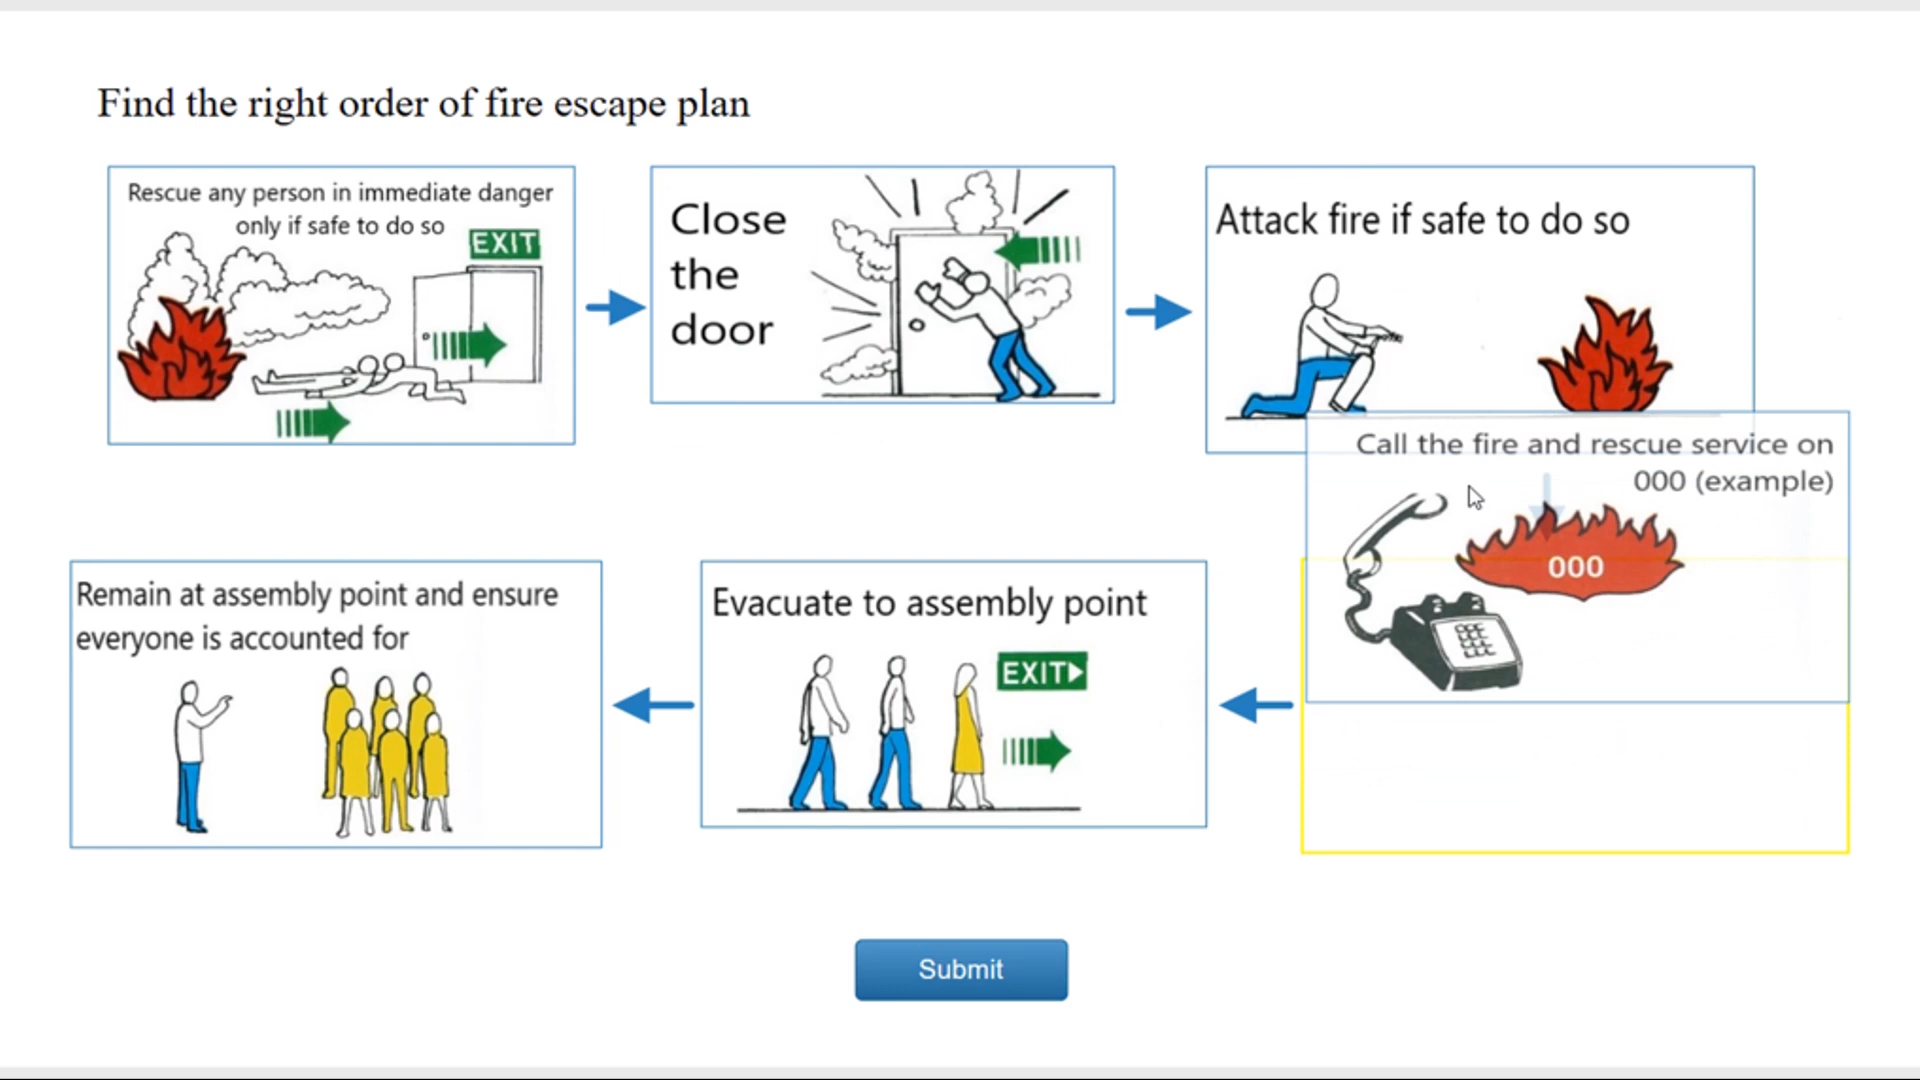 Find the right order of fire escape plan
Rescue any person in immediate danger
only if safe to do so
EXIT
Close
the
door
Attack fire if safe to do so
Call the fire and rescue service on
000 (example)
000
Evacuate to assembly point
EXIT
Remain at assembly point and ensure
everyone is accounted for
Submit